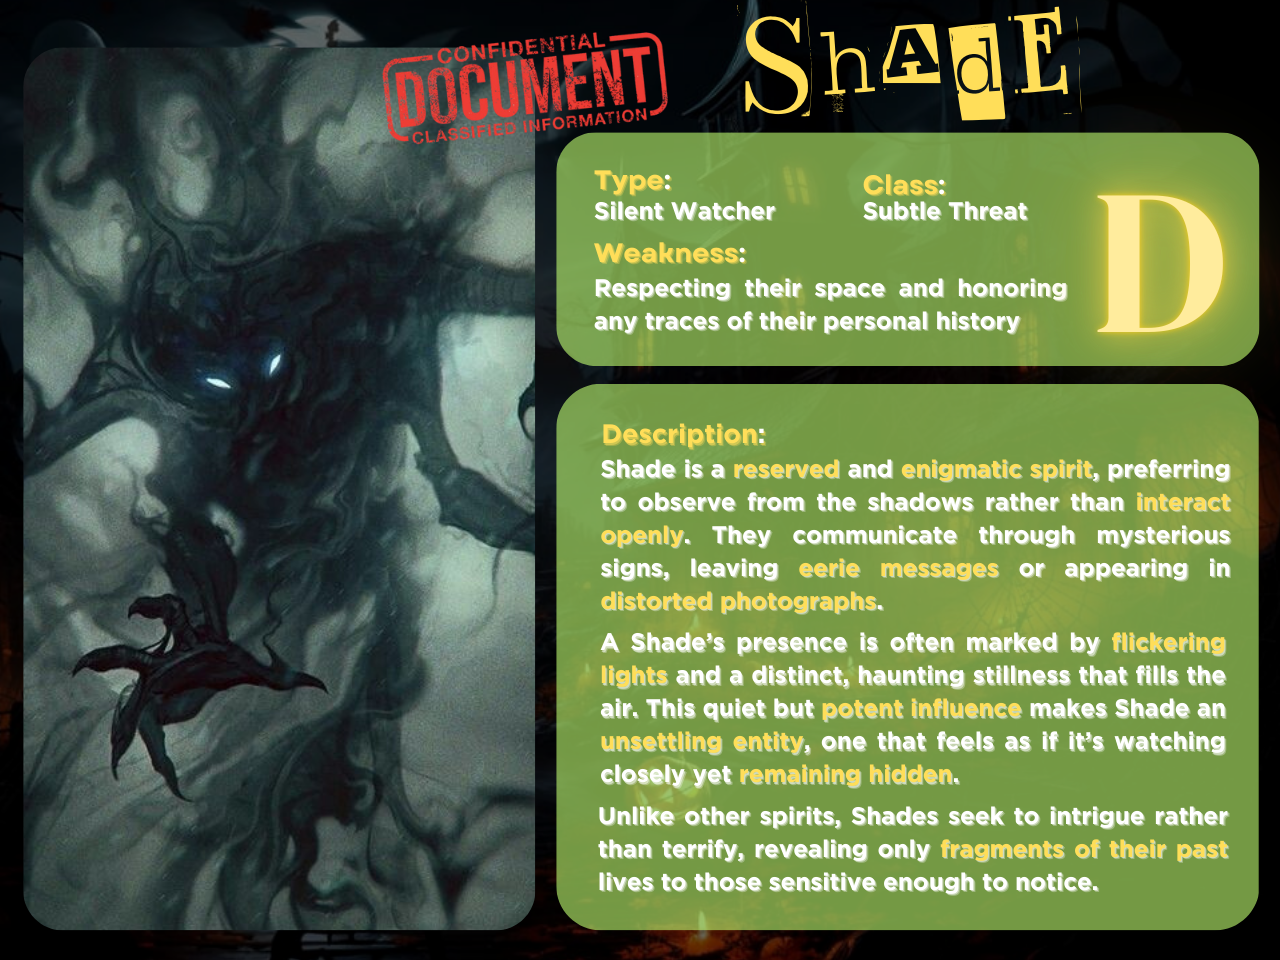 CONFIDENTIAL
DOCUMENT
CLASSIFIED INFORMATION
ShAdE
Type:
Silent Watcher
Class:
Subtle Threat
Weakness:
Respecting their space and honoring
any traces of their personal history
D
Description:
Shade is a reserved and enigmatic spirit, preferring
to observe from the shadows rather than interact
openly. They communicate through mysterious
signs, leaving eerie messages or appearing in
distorted photographs.
A Shade’s presence is often marked by flickering
lights and a distinct, haunting stillness that fills the
air. This quiet but potent influence makes Shade an
unsettling entity, one that feels as if it’s watching
closely yet remaining hidden.
Unlike other spirits, Shades seek to intrigue rather
than terrify, revealing only fragments of their past
lives to those sensitive enough to notice.